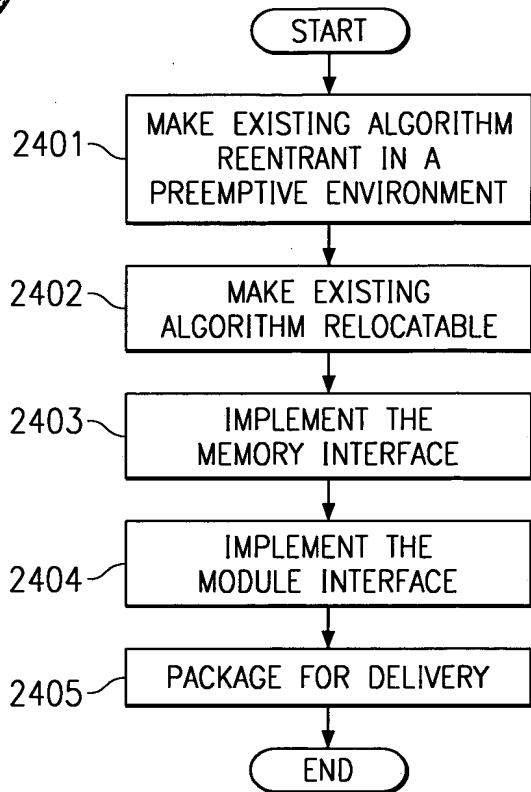 START
2401
MAKE EXISTING ALGORITHM
REENTRANT IN A
PREEMPTIVE ENVIRONMENT
2402
MAKE EXISTING
ALGORITHM RELOCATABLE
2403
IMPLEMENT THE
MEMORY INTERFACE
2404
IMPLEMENT THE
MODULE INTERFACE
2405
PACKAGE FOR DELIVERY
END